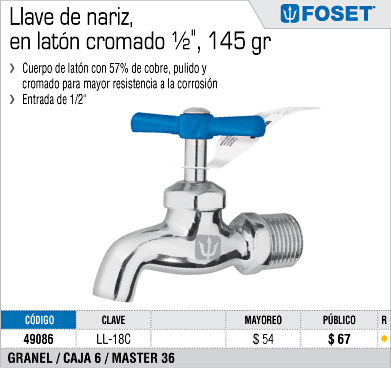 Llave de nariz,
en latón cromado ½", 145 gr
FOSET®
Cuerpo de latón con 57% de cobre, pulido y
cromado para mayor resistencia a la corrosión
Entrada de 1/2"
CÓDIGO CLAVE MAYOREO PÚBLICO R
49086 LL-18C $ 54 $ 67
GRANEL / CAJA 6 / MASTER 36